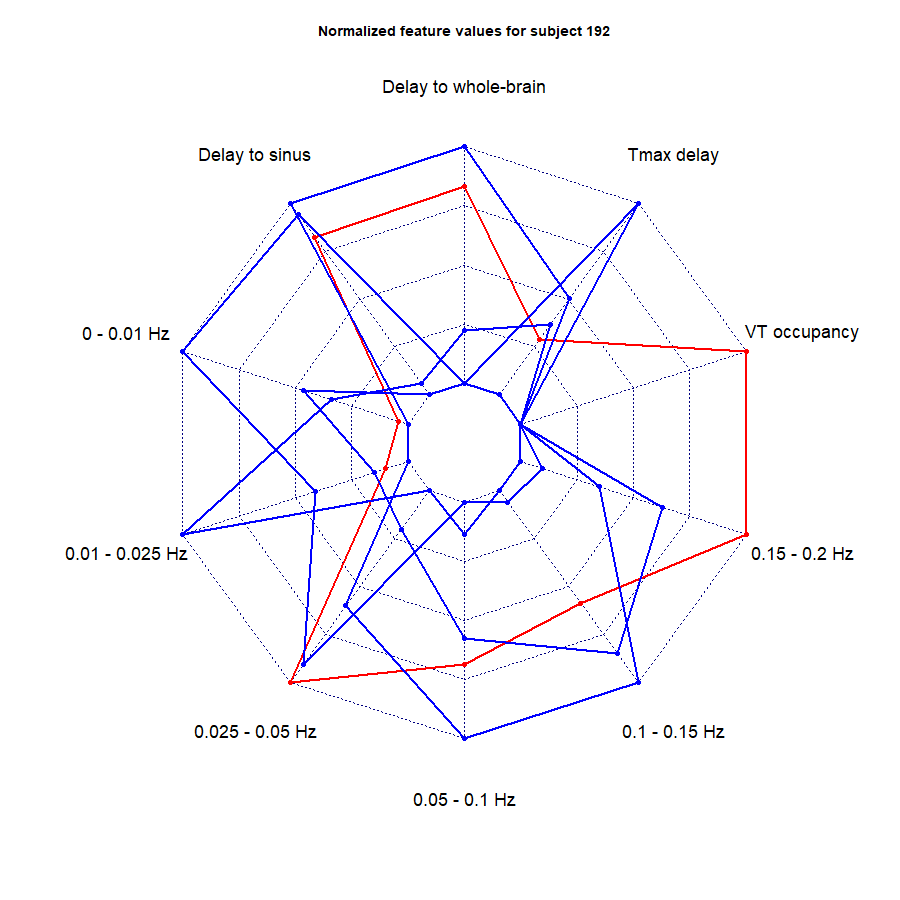 Normalized feature values for subject 192
Delay to whole-brain
Delay to sinus
Tmax delay
0 - 0.01 Hz
VT occupancy
0.01 - 0.025 Hz
0.15 - 0.2 Hz
0.025 - 0.05 Hz
0.1 - 0.15 Hz
0.05 - 0.1 Hz